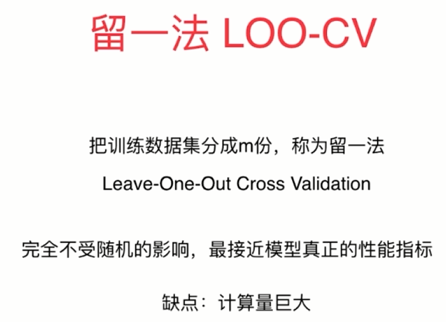 留一法 LOO-CV
把训练数据集分成m份，称为留一法
Leave-One-Out Cross Validation
完全不受随机的影响，最接近模型真正的性能指标
缺点：计算量巨大